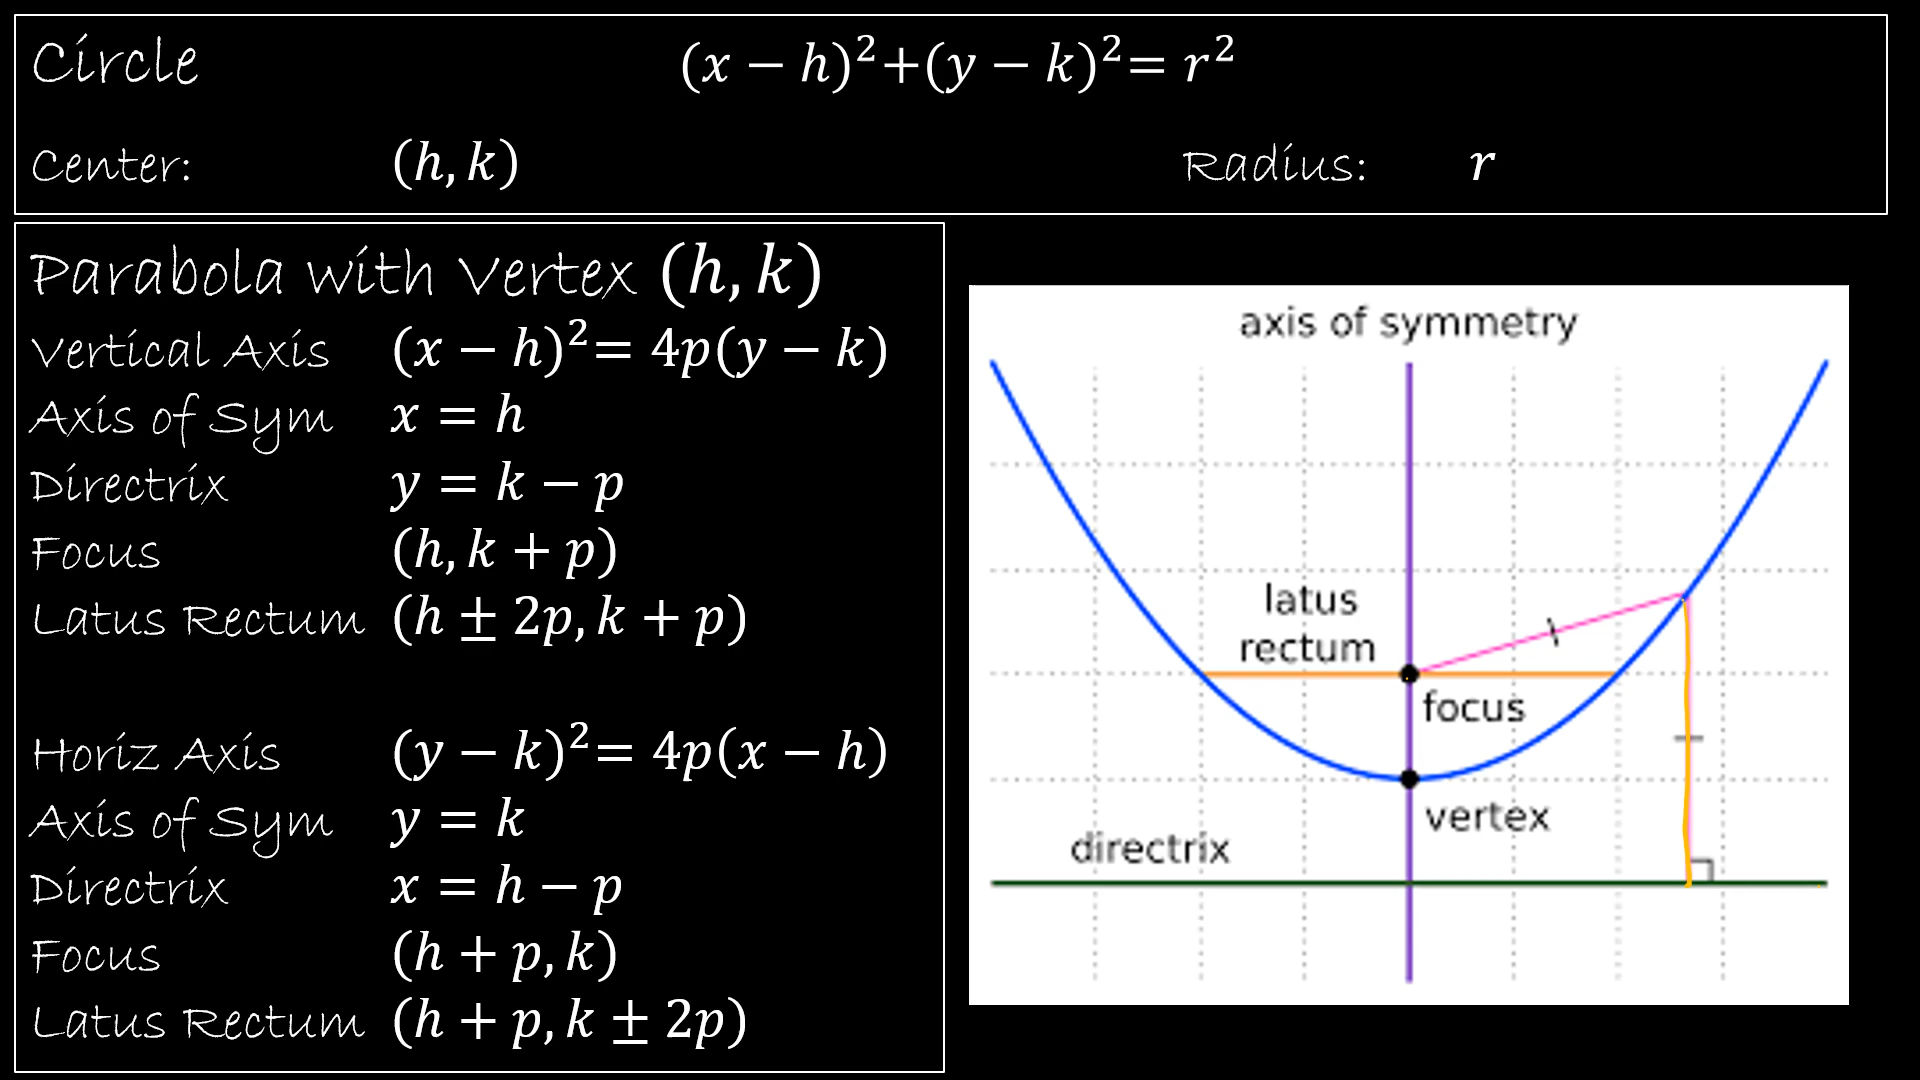 Circle (x − h)²+(y − k)²= r²
Center: (h, k) Radius: r
Parabola with Vertex (h, k)
Vertical Axis (x − h)²= 4p(y − k)
Axis of Sym x = h
Directrix y = k − p
Focus (h, k + p)
Latus Rectum (h ± 2p, k + p)
Horiz Axis (y − k)²= 4p(x − h)
Axis of Sym y = k
Directrix x = h − p
Focus (h + p, k)
Latus Rectum (h + p, k ± 2p)
axis of symmetry
latus
rectum
focus
vertex
directrix